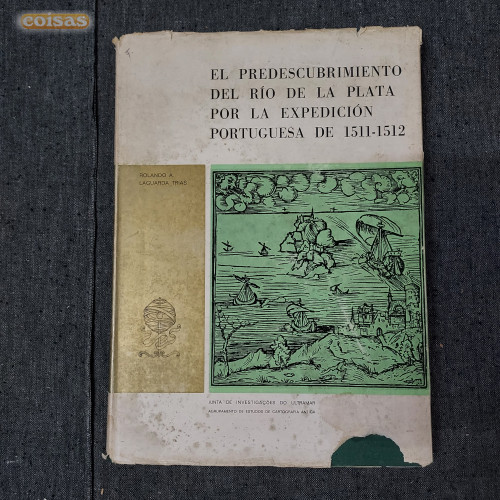 coisas
EL PREDESCUBRIMIENTO
DEL RÍO DE LA PLATA
POR LA EXPEDICIÓN
PORTUGUESA DE 1511-1512
ROLANDO A.
LAGUARDA TRÍAS
JUNTA DE INVESTIGAÇÕES DO ULTRAMAR
AGRUPAMENTO DE ESTUDOS DE CARTOGRAFIA ANTIGA